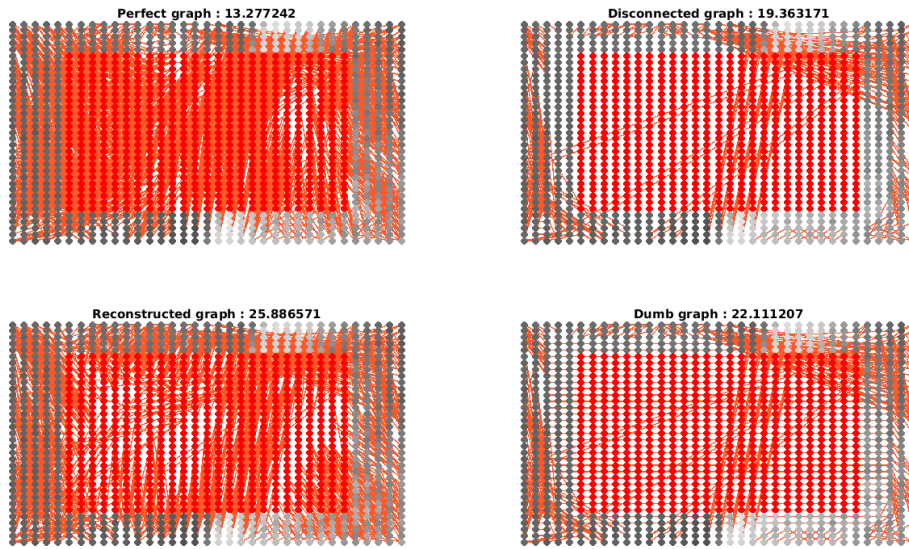 Perfect graph : 13.277242
Disconnected graph : 19.363171
Reconstructed graph : 25.886571
Dumb graph : 22.111207